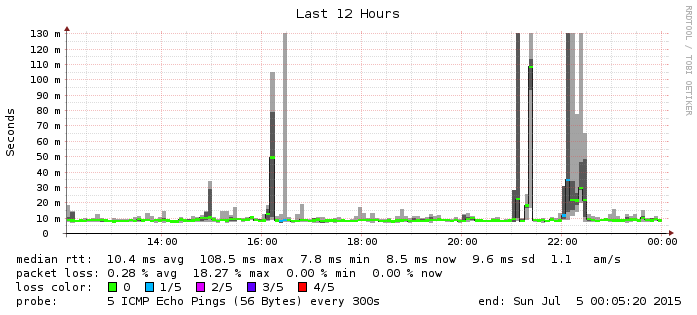 Last 12 Hours
RRDTOOL / TOBI OETIKER
Seconds
130 m
120 m
110 m
100 m
90 m
80 m
70 m
60 m
50 m
40 m
30 m
20 m
10 m
0
14:00 16:00 18:00 20:00 22:00 00:00
median rtt: 10.4 ms avg 108.5 ms max 7.8 ms min 8.5 ms now 9.6 ms sd 1.1 am/s
packet loss: 0.28 % avg 18.27 % max 0.00 % min 0.00 % now
loss color: 0 1/5 2/5 3/5 4/5
probe: 5 ICMP Echo Pings (56 Bytes) every 300s end: Sun Jul 5 00:05:20 2015